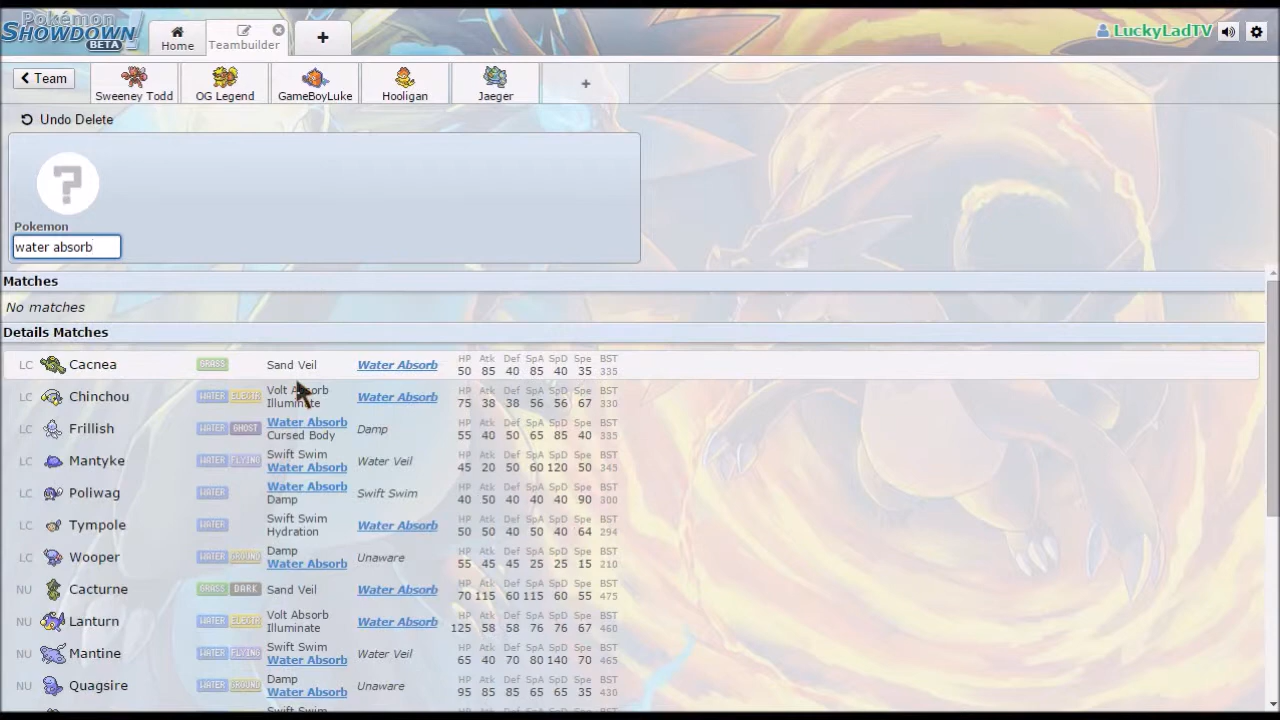 Pokémon
SHOWDOWN
BETA
Home
Teambuilder
+
LuckyLadTV
Team
Sweeney Todd
OG Legend
GameBoyLuke
Hooligan
Jaeger
+
Undo Delete
?
Pokemon
water absorb
Matches
No matches
Details Matches
HP Atk Def SpA SpD Spe BST
LC Cacnea GRASS Sand Veil Water Absorb 50 85 40 85 40 35 335
Volt Absorb HP Atk Def SpA SpD Spe BST
LC Chinchou WATER ELECTR Illuminate Water Absorb 75 38 38 56 56 67 330
Water Absorb HP Atk Def SpA SpD Spe BST
LC Frillish WATER GHOST Cursed Body Damp 55 40 50 65 85 40 335
Swift Swim HP Atk Def SpA SpD Spe BST
LC Mantyke WATER FLYING Water Absorb Water Veil 45 20 50 60 120 50 345
Water Absorb HP Atk Def SpA SpD Spe BST
LC Poliwag WATER Damp Swift Swim 40 50 40 40 40 90 300
Swift Swim HP Atk Def SpA SpD Spe BST
LC Tympole WATER Hydration Water Absorb 50 50 40 50 40 64 294
Damp HP Atk Def SpA SpD Spe BST
LC Wooper WATER GROUND Water Absorb Unaware 55 45 45 25 25 15 210
HP Atk Def SpA SpD Spe BST
NU Cacturne GRASS DARK Sand Veil Water Absorb 70 115 60 115 60 55 475
Volt Absorb HP Atk Def SpA SpD Spe BST
NU Lanturn WATER ELECTR Illuminate Water Absorb 125 58 58 76 76 67 460
Swift Swim HP Atk Def SpA SpD Spe BST
NU Mantine WATER FLYING Water Absorb Water Veil 65 40 70 80 140 70 465
Damp HP Atk Def SpA SpD Spe BST
NU Quagsire WATER GROUND Water Absorb Unaware 95 85 85 65 65 35 430